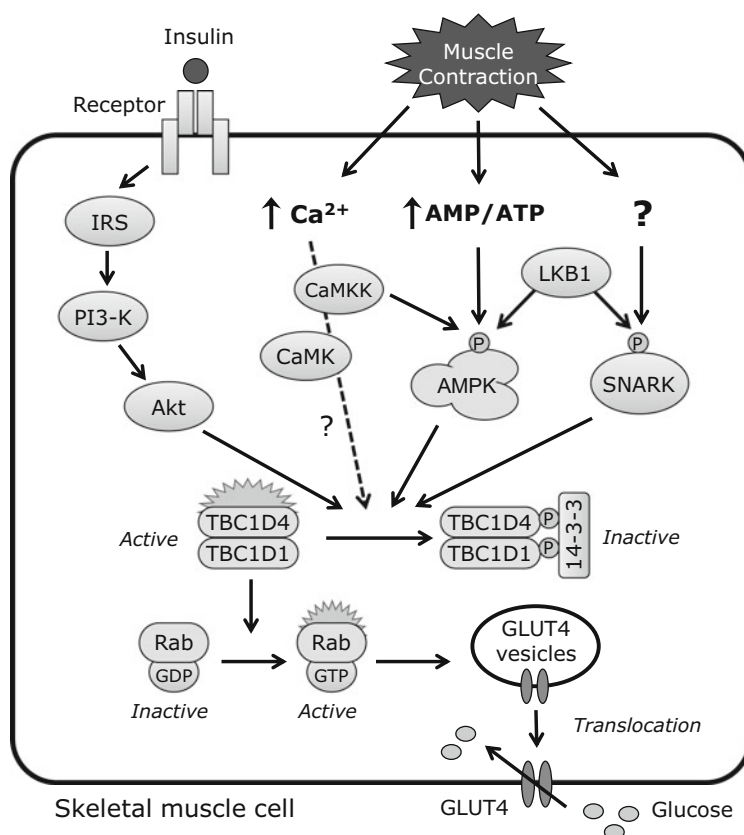 Insulin
Muscle
Contraction
Receptor
↑ Ca²⁺
↑ AMP/ATP
?
IRS
LKB1
CaMKK
PI3-K
P
P
CaMK
AMPK
SNARK
Akt
?
Active
TBC1D4
TBC1D1
TBC1D4
TBC1D1
P
P
14-3-3
Inactive
Rab
GDP
Inactive
Rab
GTP
Active
GLUT4
vesicles
Translocation
Skeletal muscle cell
GLUT4
Glucose